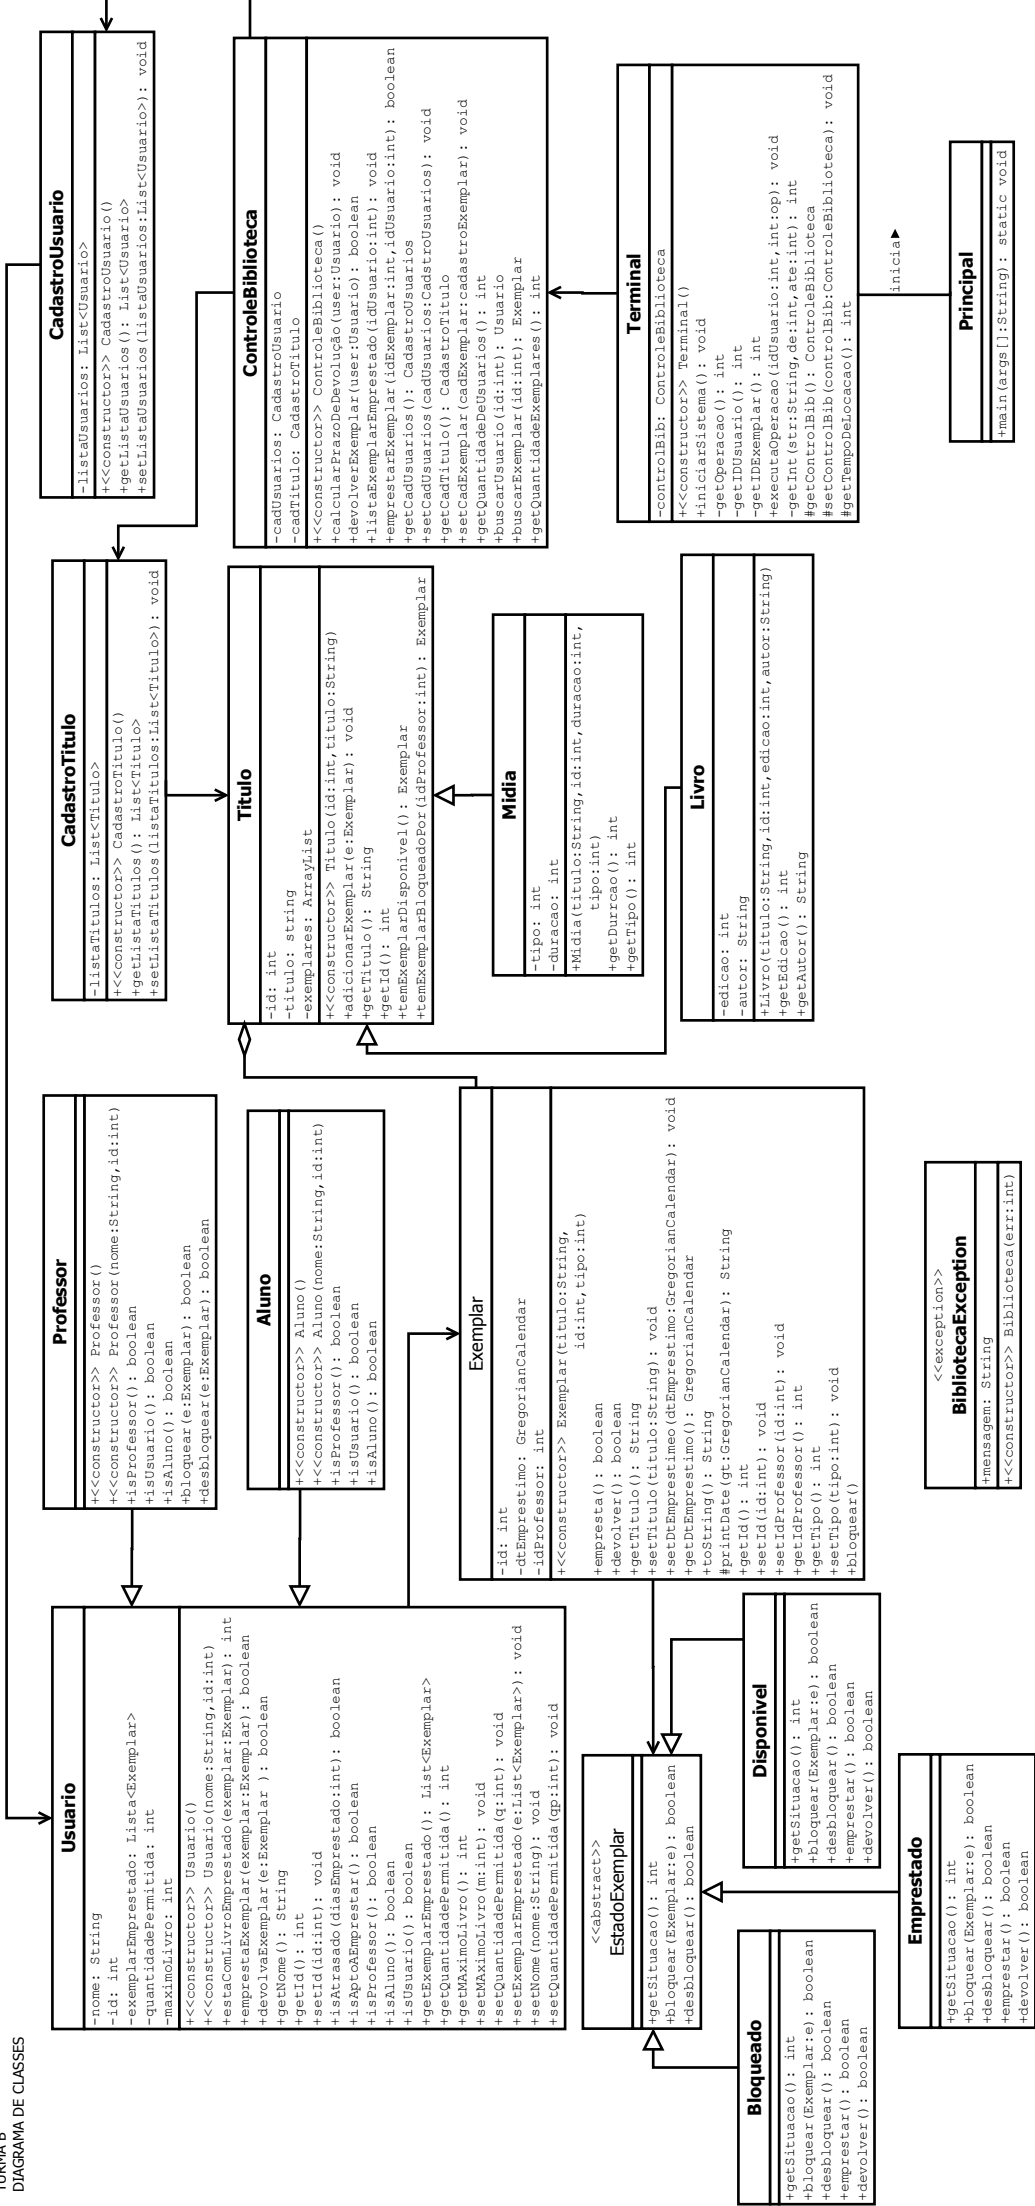 TURMA B
DIAGRAMA DE CLASSES
Usuario
-nome: String
-id: int
-exemplarEmprestado: Lista<Exemplar>
-quantidadePermitida: int
-maximoLivro: int
+<<constructor>> Usuario()
+<<constructor>> Usuario(nome:String,id:int)
+estaComLivroEmprestado(exemplar:Exemplar): int
+emprestaExemplar(exemplar:Exemplar): boolean
+devolvaExemplar(e:Exemplar ): boolean
+getNome(): String
+getId(): int
+setId(id:int): void
+isAtrasado(diasEmprestado:int): boolean
+isAptoAEmprestar(): boolean
+isProfessor(): boolean
+isAluno(): boolean
+isUsuario(): boolean
+getExemplarEmprestado(): List<Exemplar>
+getQuantidadePermitida(): int
+getMAximoLivro(): int
+setMAximoLivro(m:int): void
+setQuantidadePermitida(q:int): void
+setExemplarEmprestado(e:List<Exemplar>): void
+setNome(nome:String): void
+setQuantidadePermitida(qp:int): void
Professor
+<<constructor>> Professor()
+<<constructor>> Professor(nome:String,id:int)
+isProfessor(): boolean
+isUsuario(): boolean
+isAluno(): boolean
+bloquear(e:Exemplar): boolean
+desbloquear(e:Exemplar): boolean
Aluno
+<<constructor>> Aluno()
+<<constructor>> Aluno(nome:String,id:int)
+isProfessor(): boolean
+isUsuario(): boolean
+isAluno(): boolean
Exemplar
-id: int
-dtEmprestimo: GregorianCalendar
-idProfessor: int
+<<constructor>> Exemplar(titulo:String,
id:int,tipo:int)
+empresta(): boolean
+devolver(): boolean
+getTitulo(): String
+setTitulo(titulo:String): void
+setDtEmprestimeo(dtEmprestimo:GregorianCalendar): void
+getDtEmprestimo(): GregorianCalendar
+toString(): String
#printDate(gt:GregorianCalendar): String
+getId(): int
+setId(id:int): void
+setIdProfessor(id:int): void
+getIdProfessor(): int
+getTipo(): int
+setTipo(tipo:int): void
+bloquear()
<<abstract>>
EstadoExemplar
+getSituacao(): int
+bloquear(Exemplar:e): boolean
+desbloquear(): boolean
Bloqueado
+getSituacao(): int
+bloquear(Exemplar:e): boolean
+desbloquear(): boolean
+emprestar(): boolean
+devolver(): boolean
Disponivel
+getSituacao(): int
+bloquear(Exemplar:e): boolean
+desbloquear(): boolean
+emprestar(): boolean
+devolver(): boolean
Emprestado
+getSituacao(): int
+bloquear(Exemplar:e): boolean
+desbloquear(): boolean
+emprestar(): boolean
+devolver(): boolean
<<exception>>
BibliotecaException
+mensagem: String
+<<constructor>> Biblioteca(err:int)
CadastroTitulo
-listaTitulos: List<Titulo>
+<<constructor>> CadastroTitulo()
+getListaTitulos(): List<Titulo>
+setListaTitulos(listaTitulos:List<Titulo>): void
Titulo
-id: int
-titulo: string
-exemplares: ArrayList
+<<constructor>> Titulo(id:int,titulo:String)
+adicionarExemplar(e:Exemplar): void
+getTitulo(): String
+getId(): int
+temExemplarDisponivel(): Exemplar
+temExemplarBloqueadoPor(idProfessor:int): Exemplar
Midia
-tipo: int
-duracao: int
+Midia(titulo:String,id:int,duracao:int,
tipo:int)
+getDurrcao(): int
+getTipo(): int
Livro
-edicao: int
-autor: String
+Livro(titulo:String,id:int,edicao:int,autor:String)
+getEdicao(): int
+getAutor(): String
CadastroUsuario
-listaUsuarios: List<Usuario>
+<<constructor>> CadastroUsuario()
+getListaUsuarios(): List<Usuario>
+setListaUsuarios(listaUsuarios:List<Usuario>): void
ControleBiblioteca
-cadUsuarios: CadastroUsuario
-cadTitulo: CadastroTitulo
+<<constructor>> ControleBiblioteca()
+calcularPrazoDeDevolução(user:Usuario): void
+devolverExemplar(user:Usuario): boolean
+listaExemplarEmprestado(idUsuario:int): void
+emprestarExemplar(idExemplar:int,idUsuario:int): boolean
+getCadUsuarios(): CadastroUsuarios
+setCadUsuarios(cadUsuarios:CadstroUsuarios): void
+getCadTitulo(): CadastroTitulo
+setCadExemplar(cadExemplar:cadastroExemplar): void
+getQuantidadeDeUsuarios(): int
+buscarUsuario(id:int): Usuario
+buscarExemplar(id:int): Exemplar
+getQuantidadeExemplares(): int
Terminal
-controlBib: ControleBiblioteca
+<<constructor>> Terminal()
+iniciarSistema(): void
-getOperacao(): int
-getIDUsuario(): int
-getIDExemplar(): int
+executaOperacao(idUsuario:int,int:op): void
-getInt(str:String,de:int,ate:int): int
#getControlBib(): ControleBiblioteca
#setControlBib(controlBib:ControleBiblioteca): void
#getTempoDeLocacao(): int
inicia▶
Principal
+main(args[]:String): static void